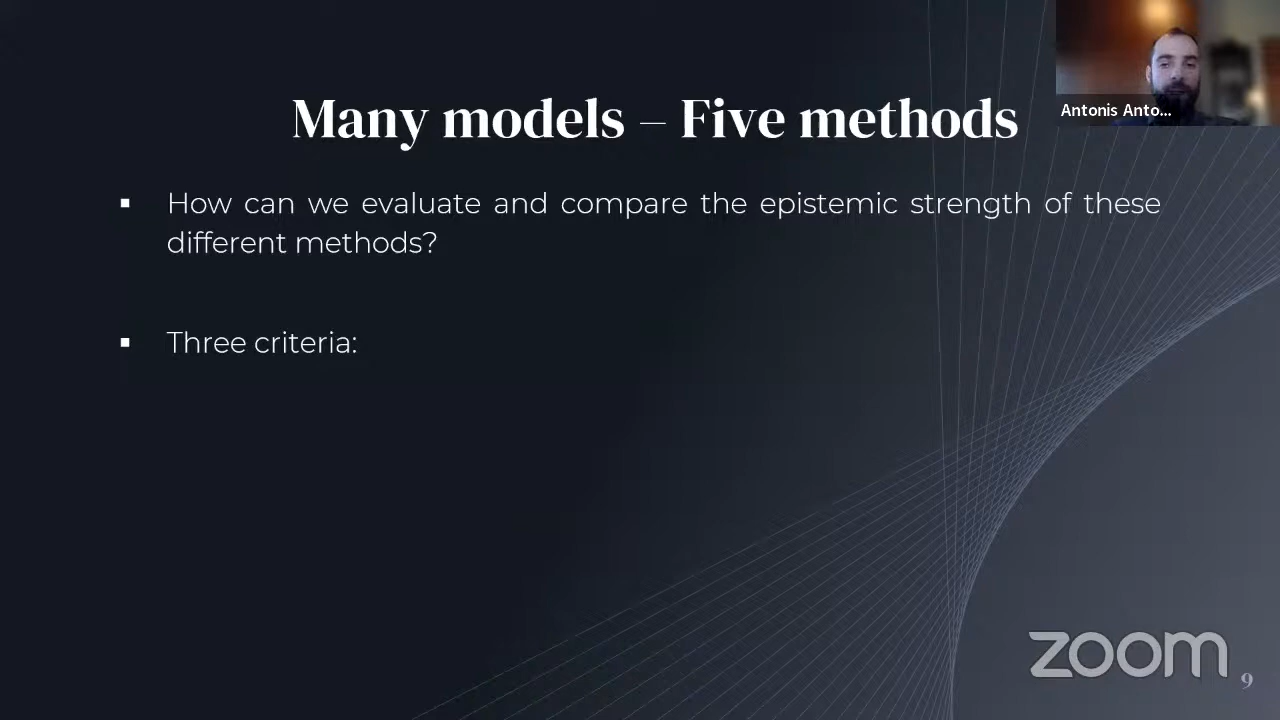 Many models – Five methods
Antonis Anto...
▪ How can we evaluate and compare the epistemic strength of these
different methods?
▪ Three criteria:
zoom
9